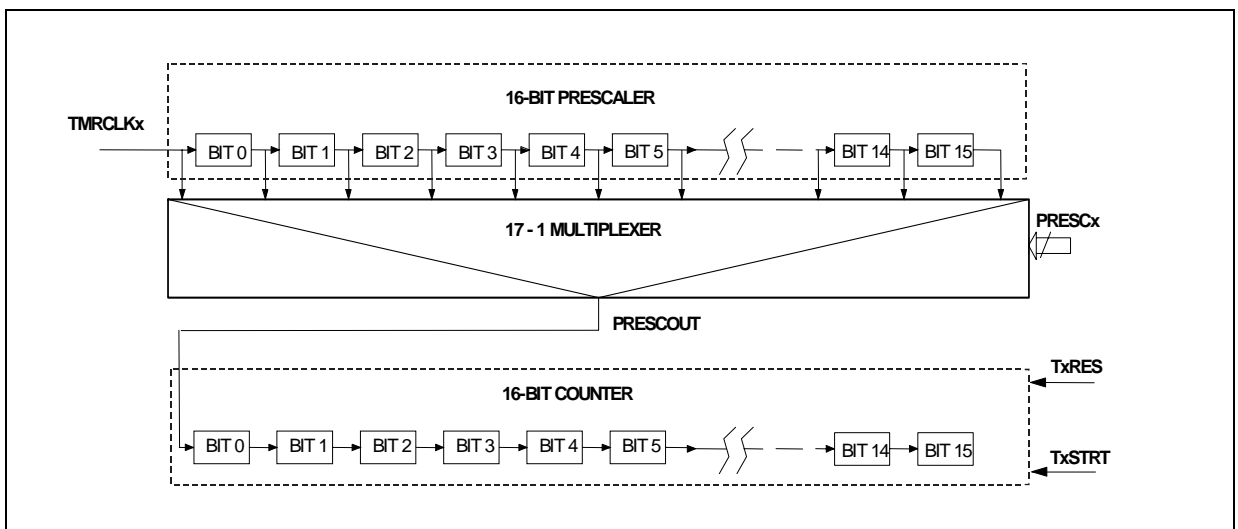 16-BIT PRESCALER
TMRCLKx
BIT 0 BIT 1 BIT 2 BIT 3 BIT 4 BIT 5 BIT 14 BIT 15
17 - 1 MULTIPLEXER
PRESCx
PRESCOUT
TxRES
16-BIT COUNTER
BIT 0 BIT 1 BIT 2 BIT 3 BIT 4 BIT 5 BIT 14 BIT 15
TxSTRT